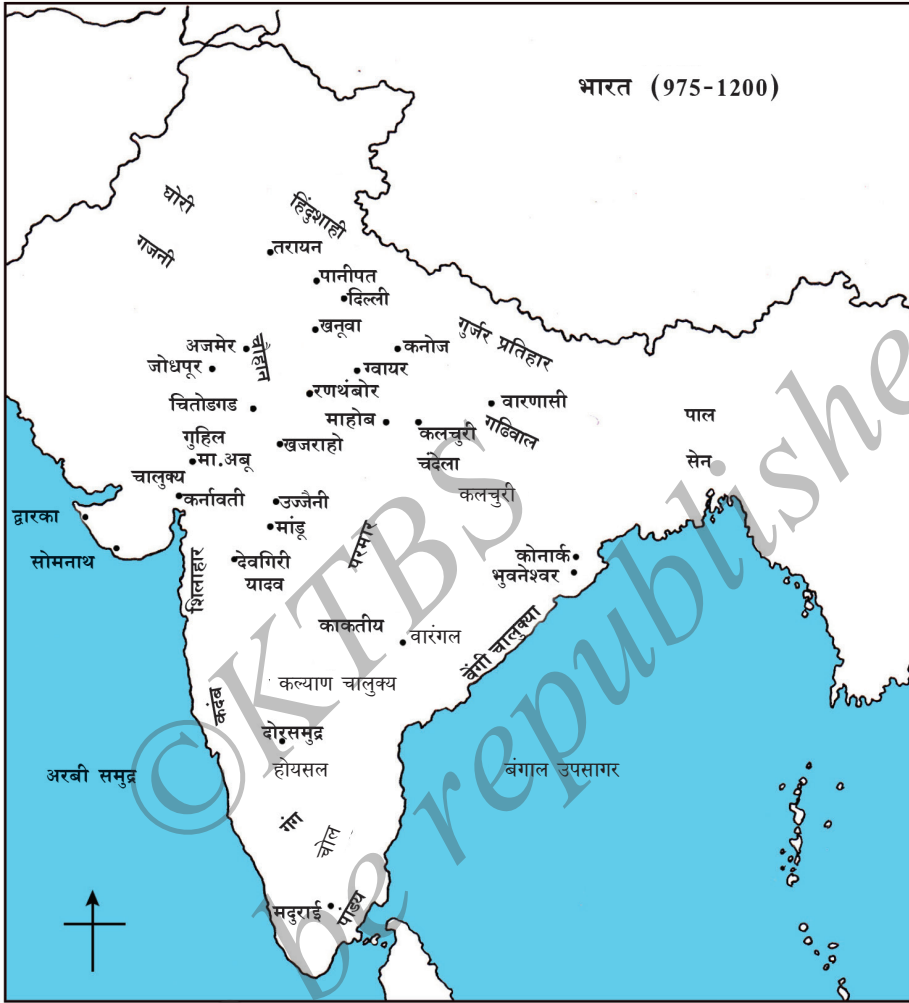 भारत (975-1200)
घोरी
हिंदुशाही
गजनी
तरायन
पानीपत
दिल्ली
खनूवा
गुर्जर प्रतिहार
अजमेर
चौहान
कनोज
जोधपूर
ग्वायर
रणथंबोर
वारणासी
चितोडगड
माहोब
कलचुरी
गढिवाल
पाल
गुहिल
खजराहो
चंदेला
सेन
मा.अबू
चालुक्य
कलचुरी
कर्नावती
उज्जैनी
द्वारका
मांडू
सोमनाथ
शिलाहार
देवगिरी
यादव
परमार
कोनार्क
भुवनेश्वर
काकतीय
वारंगल
वेंगी चालुक्या
कल्याण चालुक्य
कदंब
दोरसमुद्र
होयसल
अरबी समुद्र
बंगाल उपसागर
गंग
चोल
मदुराई
पांड्य
©KTBS
be republished